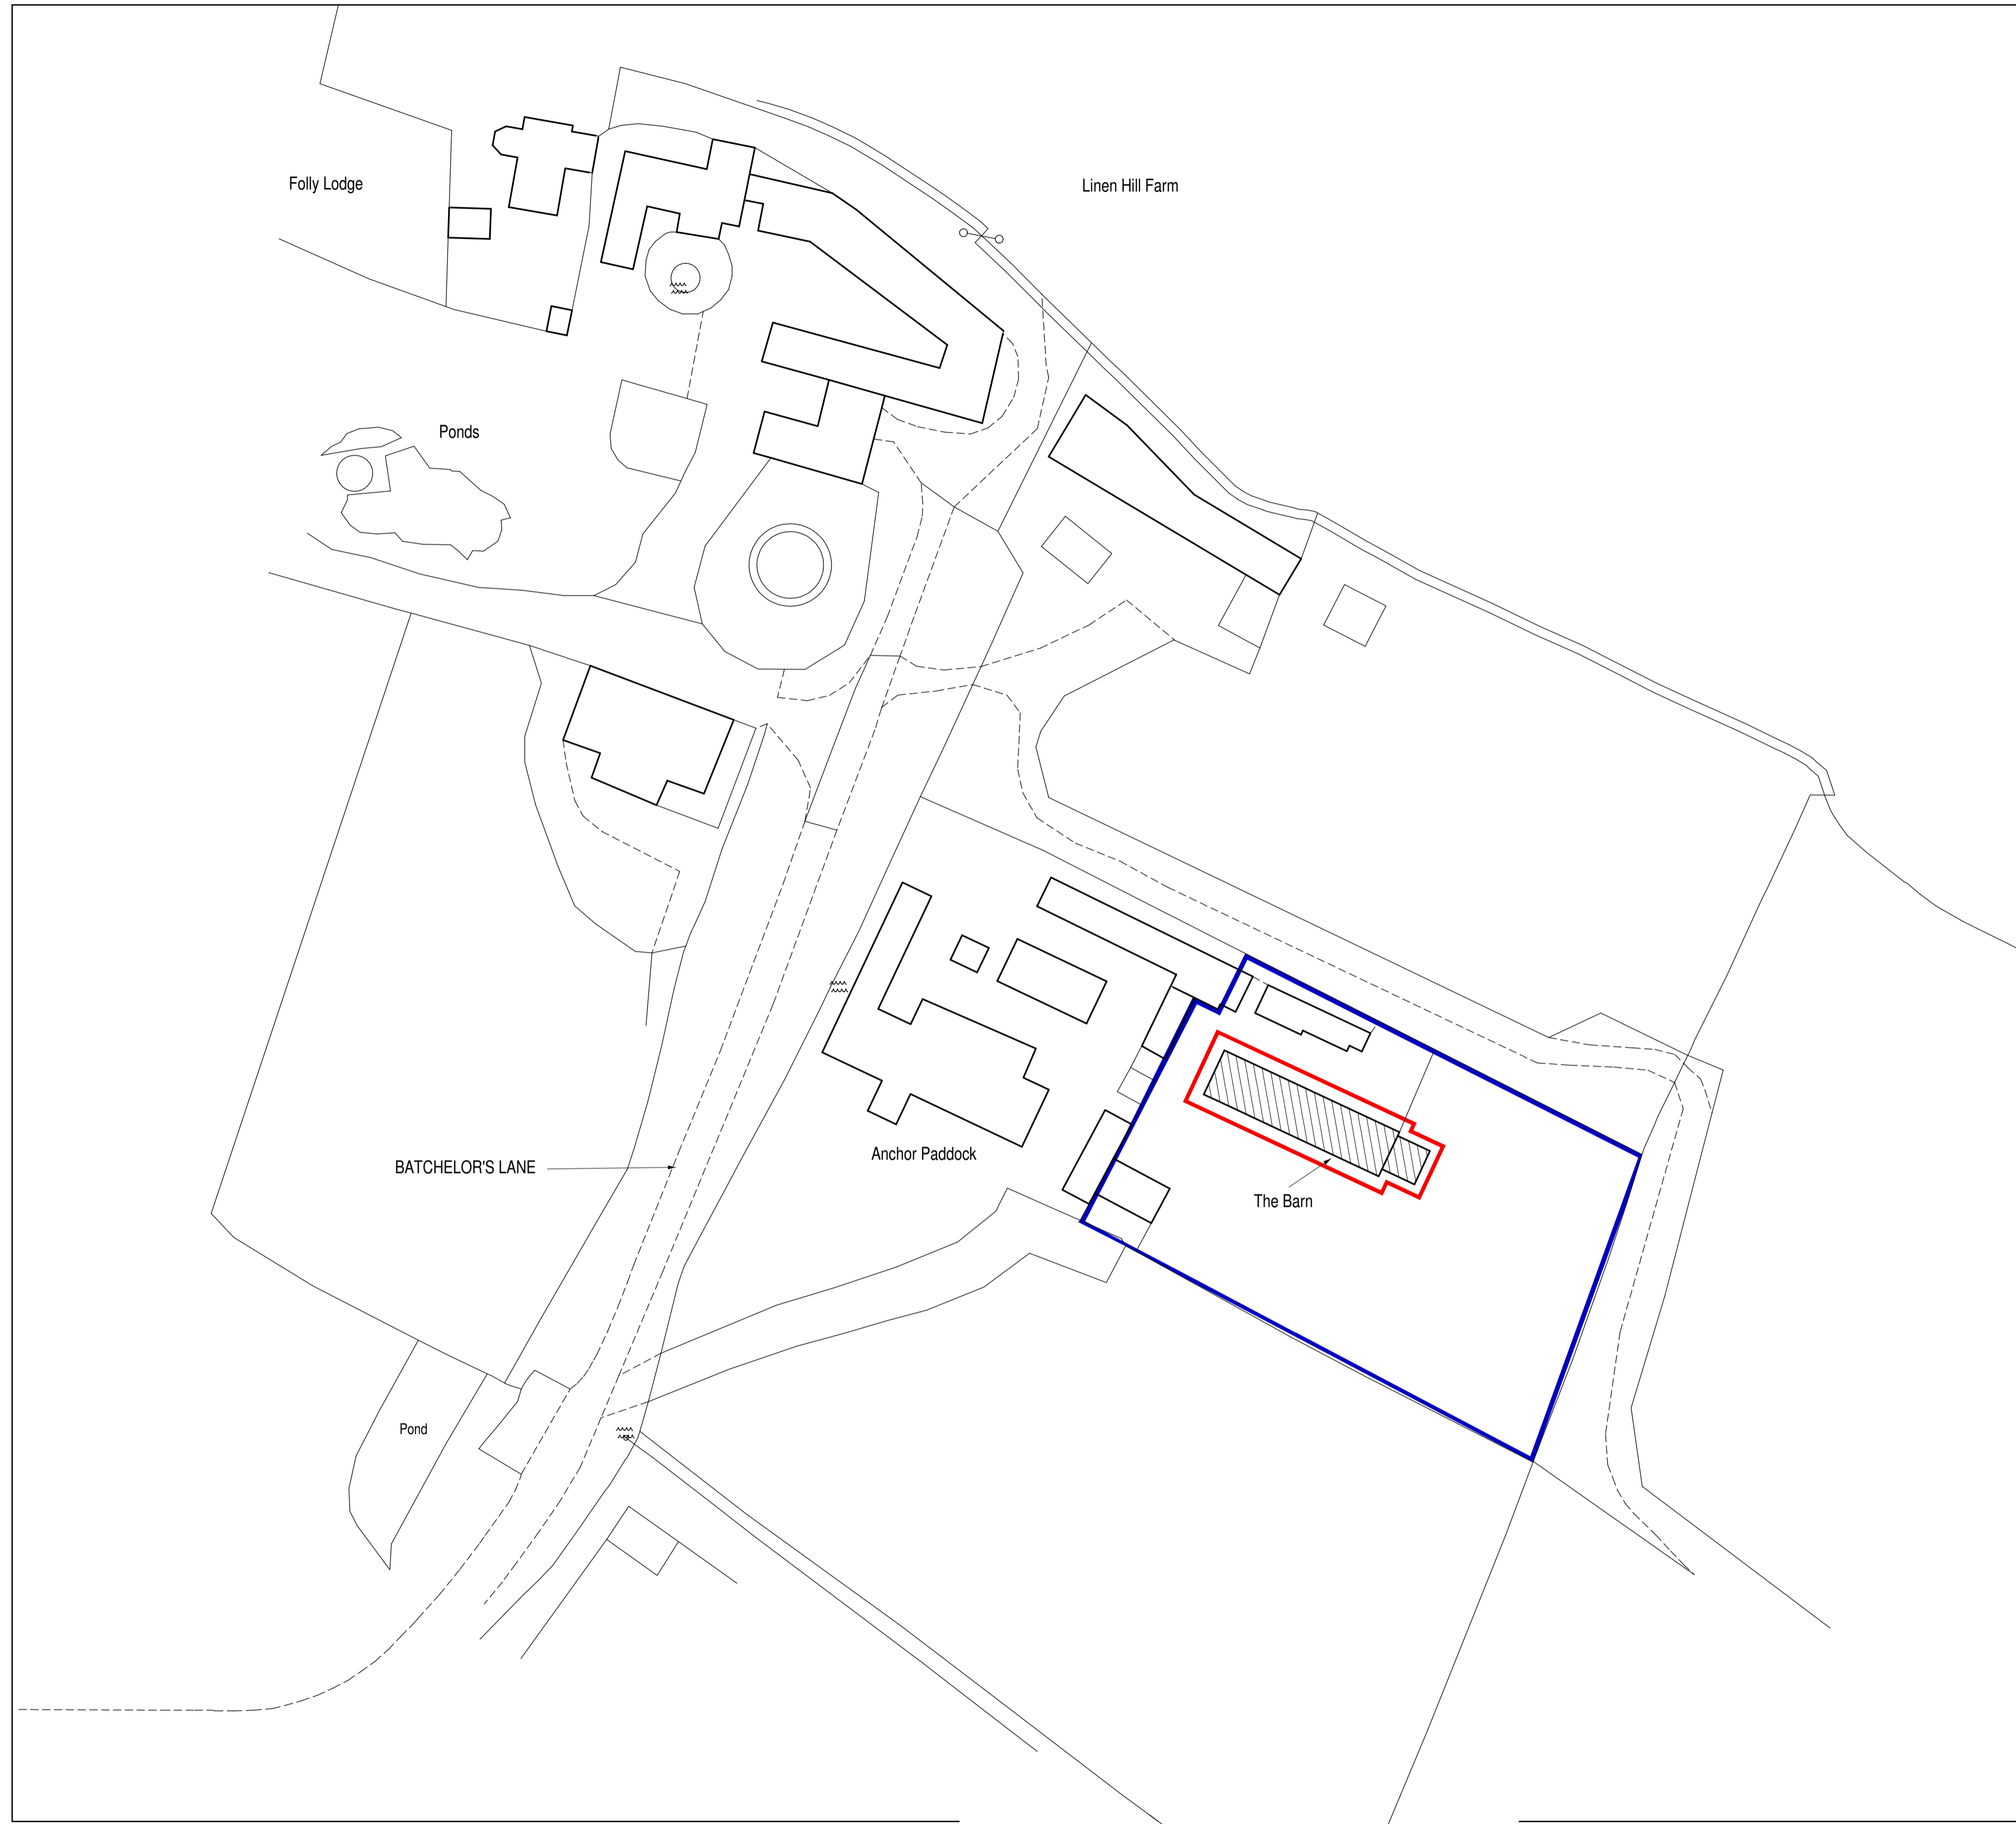 Folly Lodge
Linen Hill Farm
Ponds
Anchor Paddock
BATCHELOR'S LANE
The Barn
Pond